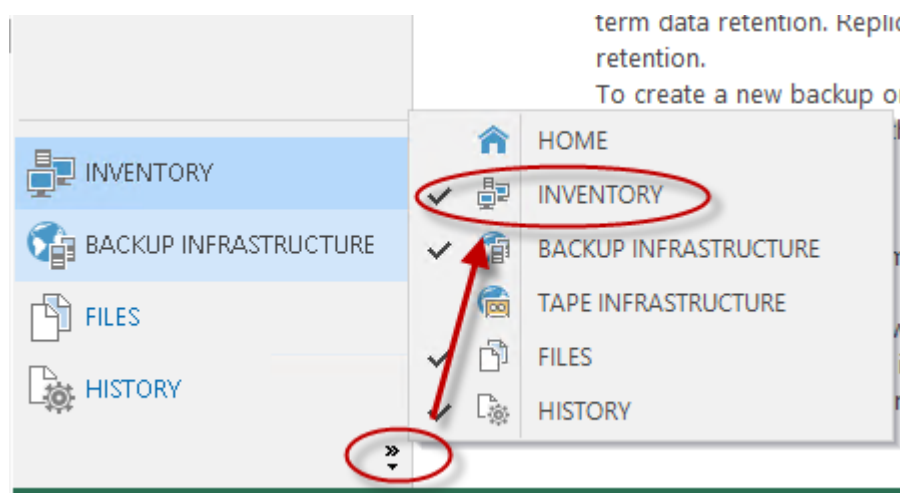 term data retention. Replic
retention.
To create a new backup or
INVENTORY
BACKUP INFRASTRUCTURE
FILES
HISTORY
HOME
INVENTORY
BACKUP INFRASTRUCTURE
TAPE INFRASTRUCTURE
FILES
HISTORY